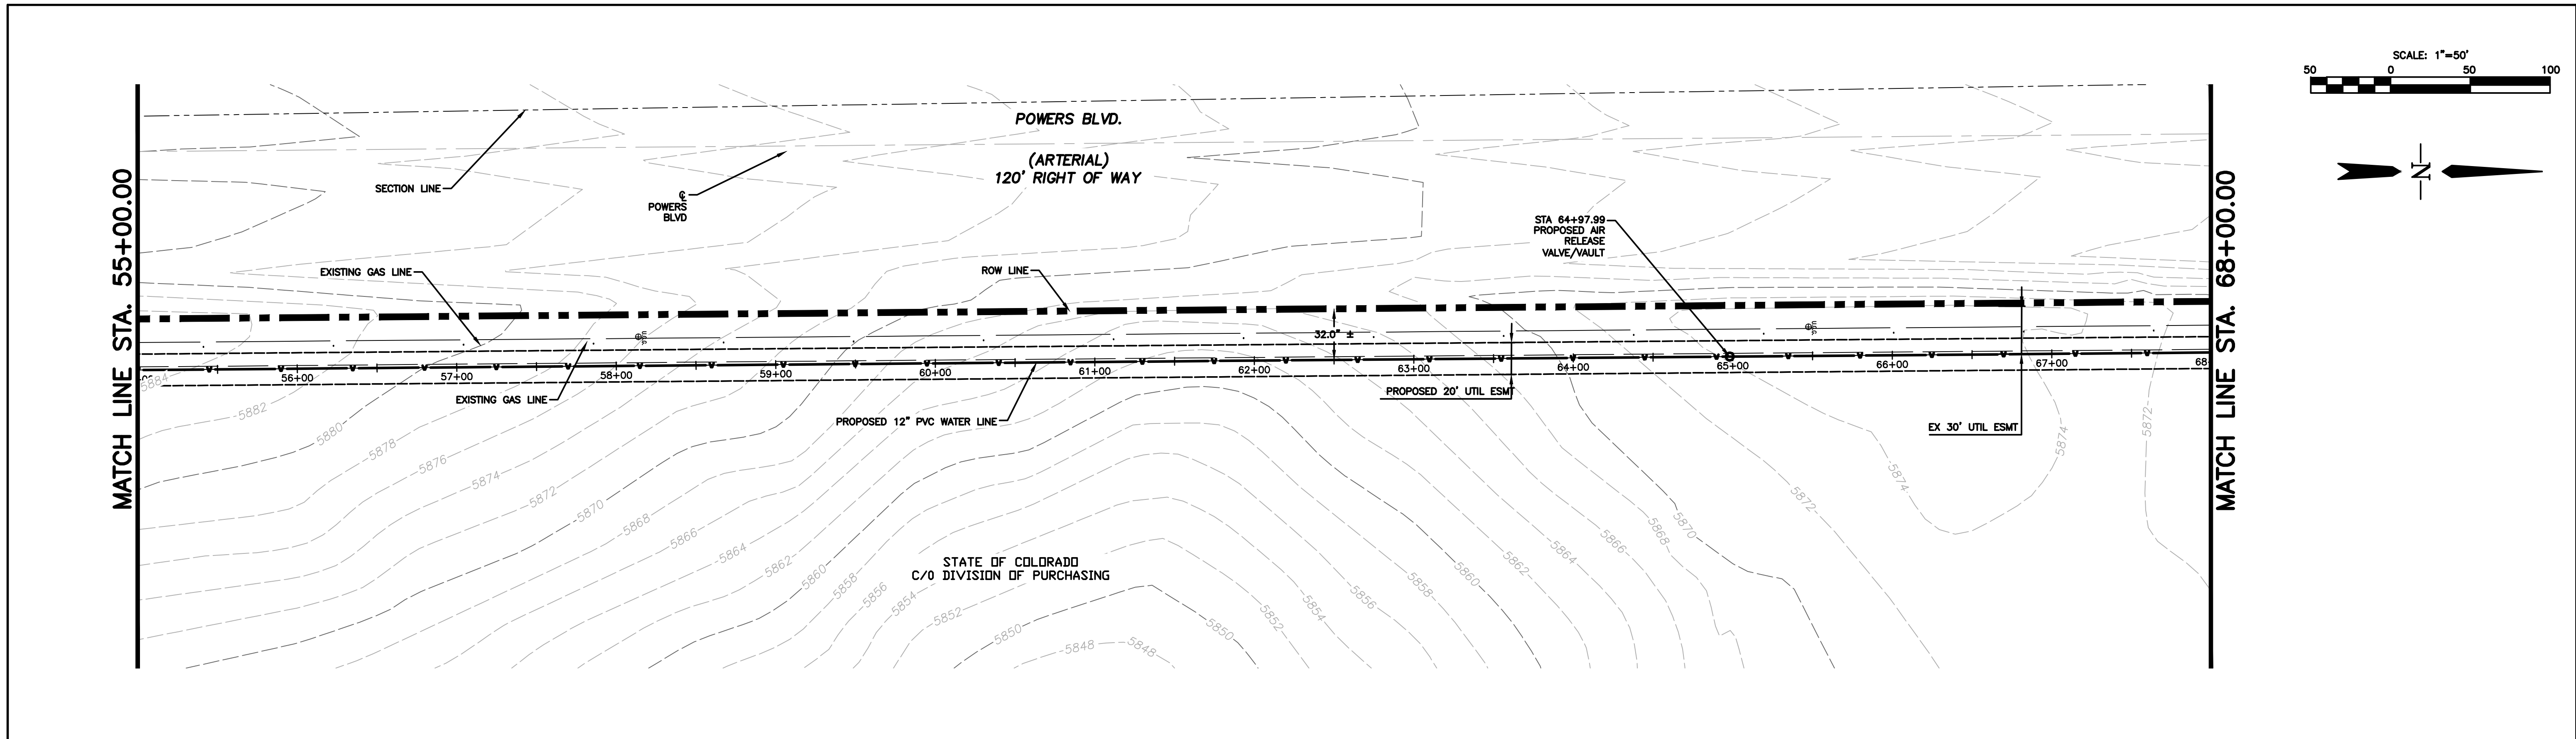 SCALE: 1"=50'
50 0 50 100
N
POWERS BLVD.
(ARTERIAL)
120' RIGHT OF WAY
SECTION LINE
℄
POWERS
BLVD
STA 64+97.99
PROPOSED AIR
RELEASE
VALVE/VAULT
MATCH LINE STA. 55+00.00
MATCH LINE STA. 68+00.00
EXISTING GAS LINE
ROW LINE
32.0" ±
56+00
57+00
58+00
59+00
60+00
61+00
62+00
63+00
64+00
65+00
66+00
67+00
68
EXISTING GAS LINE
PROPOSED 12" PVC WATER LINE
PROPOSED 20' UTIL ESMT
EX 30' UTIL ESMT
5884
5882
5880
5878
5876
5874
5872
5870
5868
5866
5864
5862
5860
5858
5856
5854
5852
5850
5848
5848
5850
5852
5854
5856
5858
5860
5862
5864
5866
5868
5870
5872
5874
5874
5872
STATE OF COLORADO
C/O DIVISION OF PURCHASING